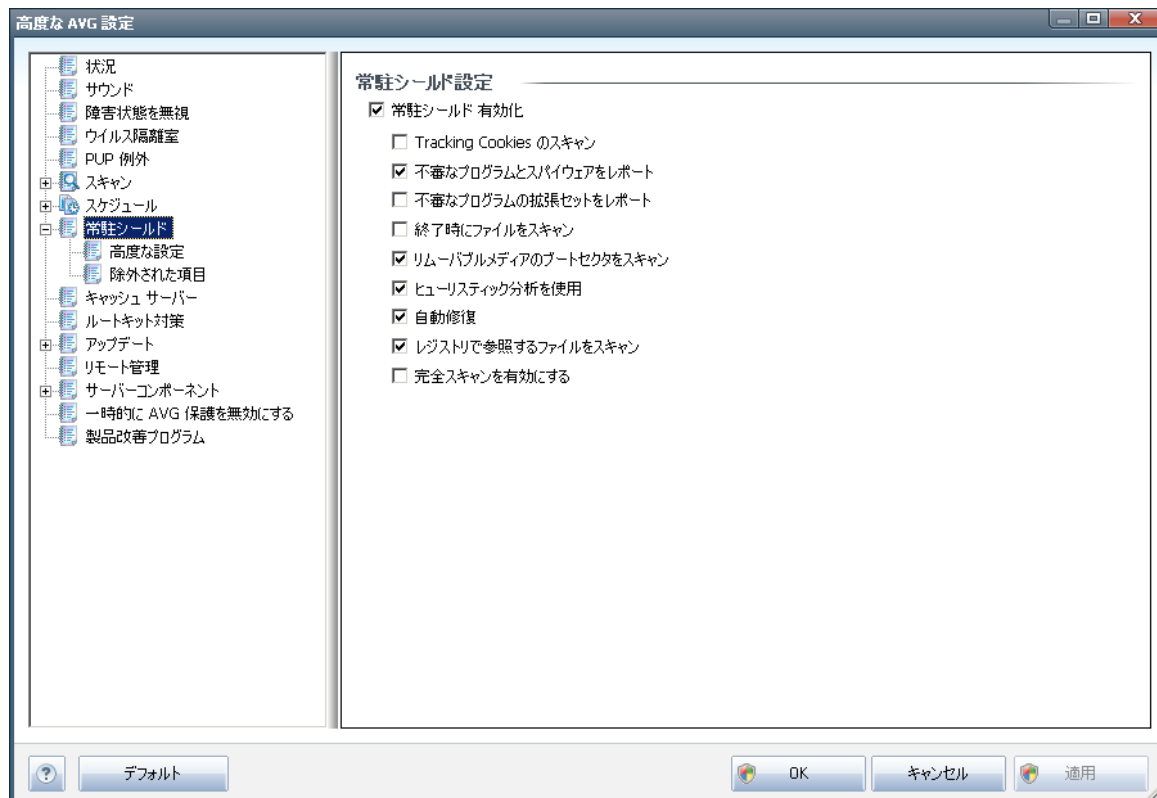 高度な AVG 設定
状況
サウンド
障害状態を無視
ウイルス隔離室
PUP 例外
スキャン
スケジュール
常駐シールド
高度な設定
除外された項目
キャッシュ サーバー
ルートキット対策
アップデート
リモート管理
サーバーコンポーネント
一時的に AVG 保護を無効にする
製品改善プログラム
常駐シールド設定
常駐シールド 有効化
Tracking Cookies のスキャン
不審なプログラムとスパイウェアをレポート
不審なプログラムの拡張セットをレポート
終了時にファイルをスキャン
リムーバブルメディアのブートセクタをスキャン
ヒューリスティック分析を使用
自動修復
レジストリで参照するファイルをスキャン
完全スキャンを有効にする
?
デフォルト
OK
キャンセル
適用